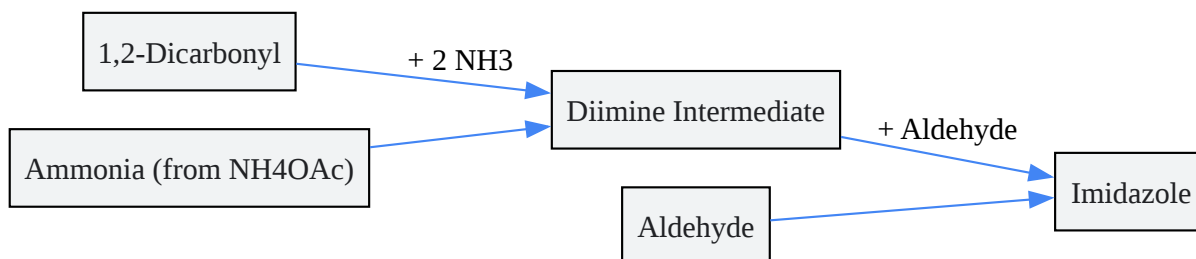 1,2-Dicarbonyl
+ 2 NH3
Ammonia (from NH4OAc)
Diimine Intermediate
+ Aldehyde
Aldehyde
Imidazole